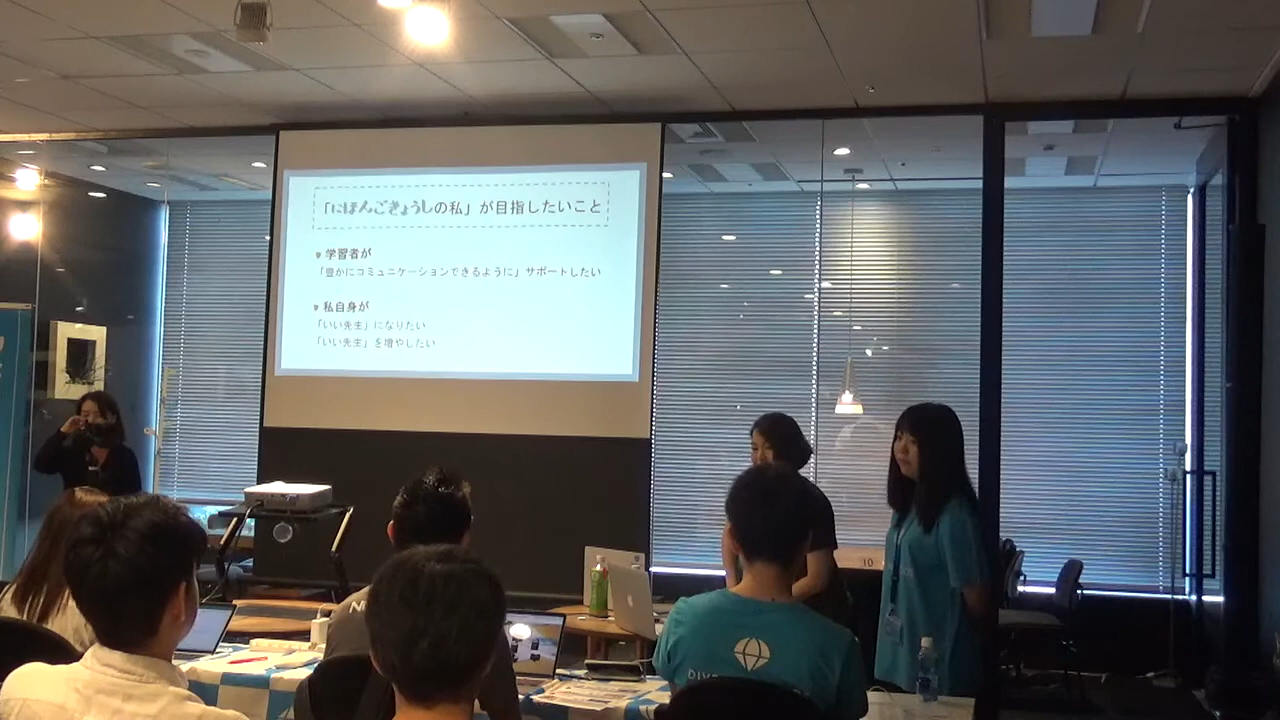 「にほんごきょうしの私」が目指したいこと
♥ 学習者が
「豊かにコミュニケーションできるように」サポートしたい
♥ 私自身が
「いい先生」になりたい
「いい先生」を増やしたい
10